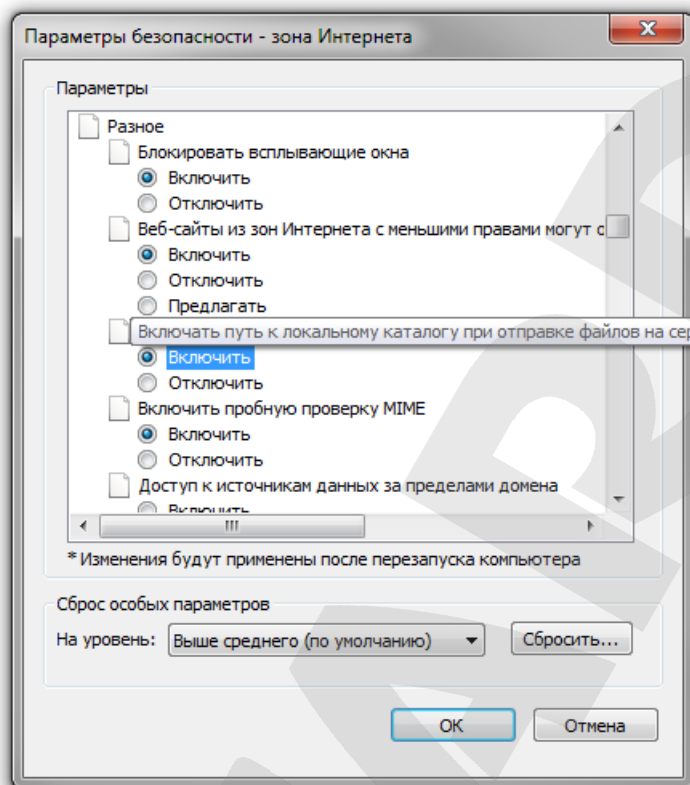 Параметры безопасности - зона Интернета
Параметры
Разное
Блокировать всплывающие окна
Включить
Отключить
Веб-сайты из зон Интернета с меньшими правами могут
Включить
Отключить
Предлагать
Включать путь к локальному каталогу при отправке файлов на
Включить
Отключить
Включить пробную проверку MIME
Включить
Отключить
Доступ к источникам данных за пределами домена
Включить
* Изменения будут применены после перезапуска компьютера
Сброс особых параметров
На уровень: Выше среднего (по умолчанию) Сбросить...
ОК Отмена